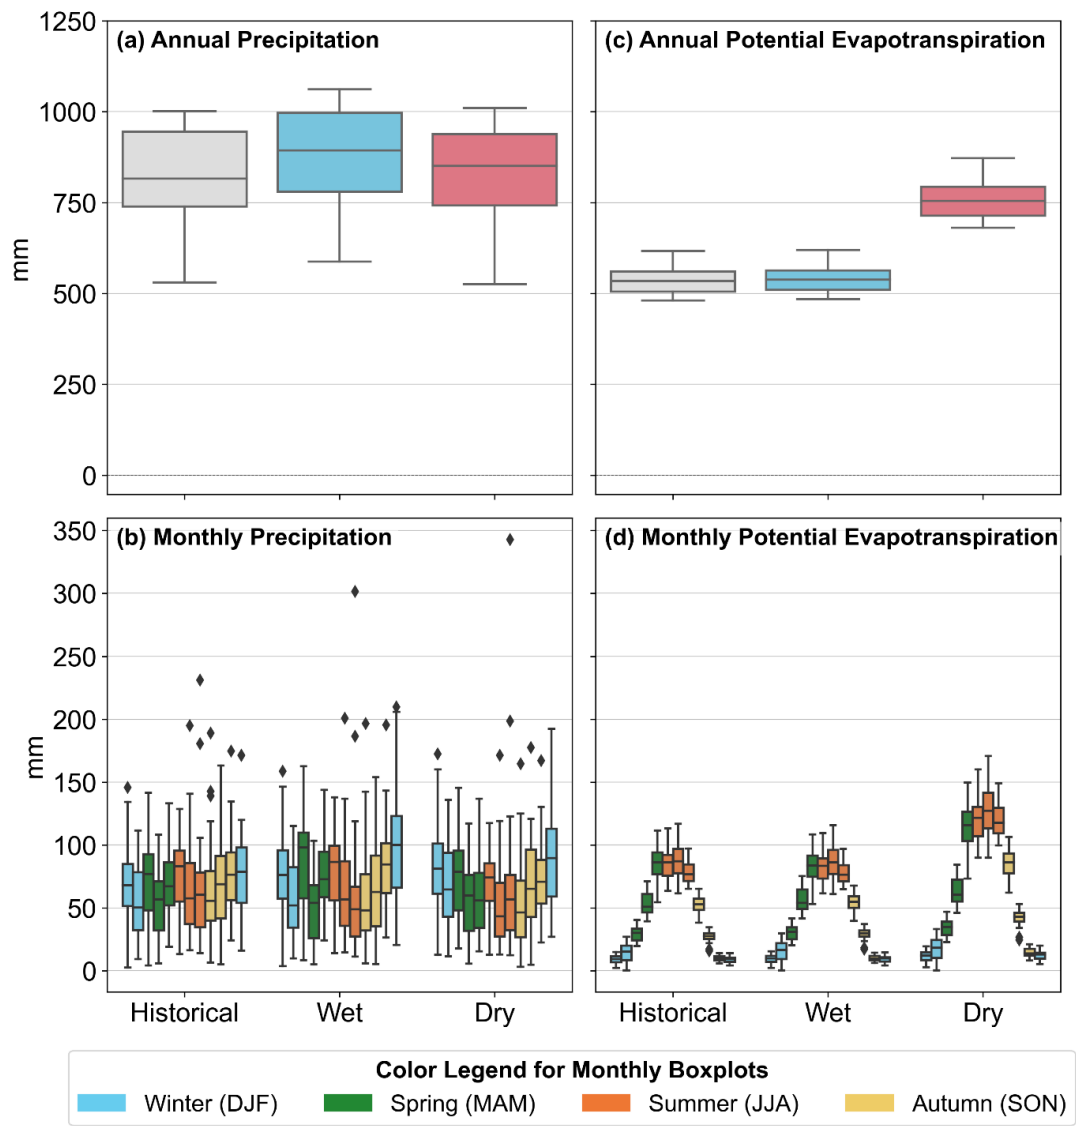 (a) Annual Precipitation
1250
1000
750
500
250
0
mm
(c) Annual Potential Evapotranspiration
(b) Monthly Precipitation
350
300
250
200
150
100
50
0
mm
Historical Wet Dry
(d) Monthly Potential Evapotranspiration
Historical Wet Dry
Color Legend for Monthly Boxplots
Winter (DJF) Spring (MAM) Summer (JJA) Autumn (SON)